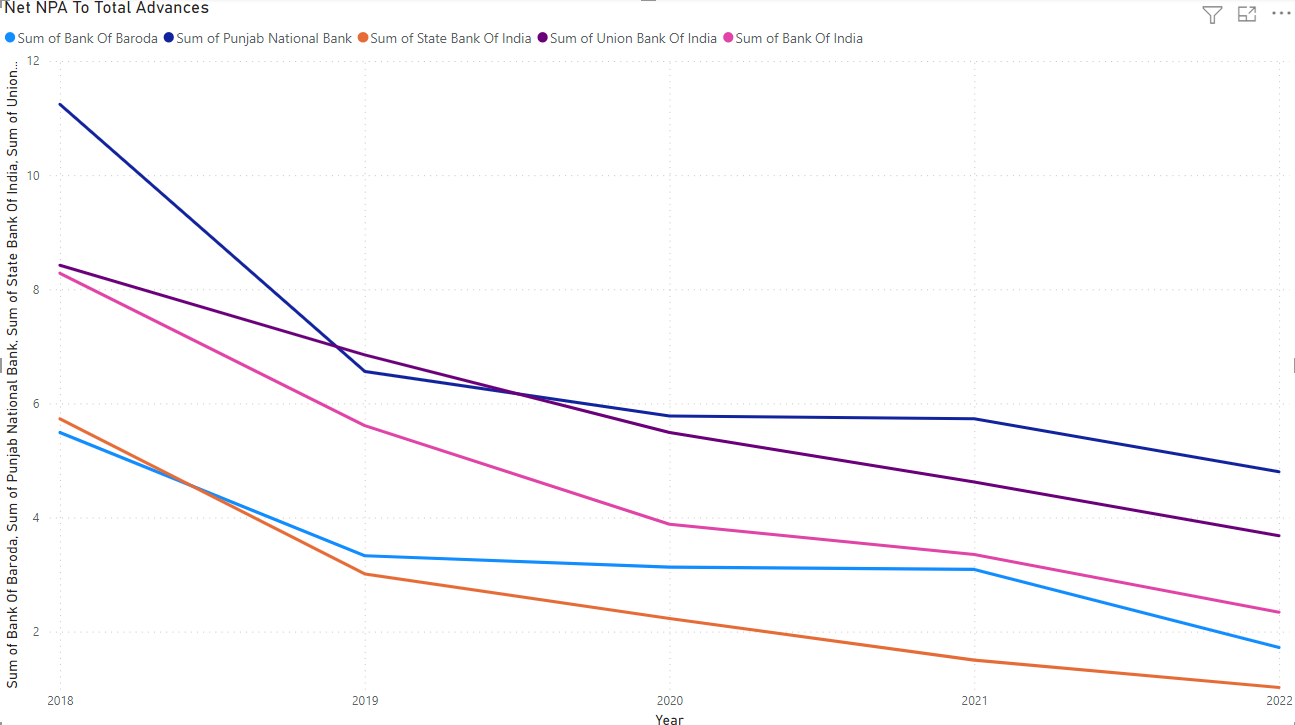 Net NPA To Total Advances
Sum of Bank Of Baroda Sum of Punjab National Bank Sum of State Bank Of India Sum of Union Bank Of India Sum of Bank Of India
Sum of Bank Of Baroda, Sum of Punjab National Bank, Sum of State Bank Of India, Sum of Union...
12
10
8
6
4
2
2018 2019 2020 2021 2022
Year